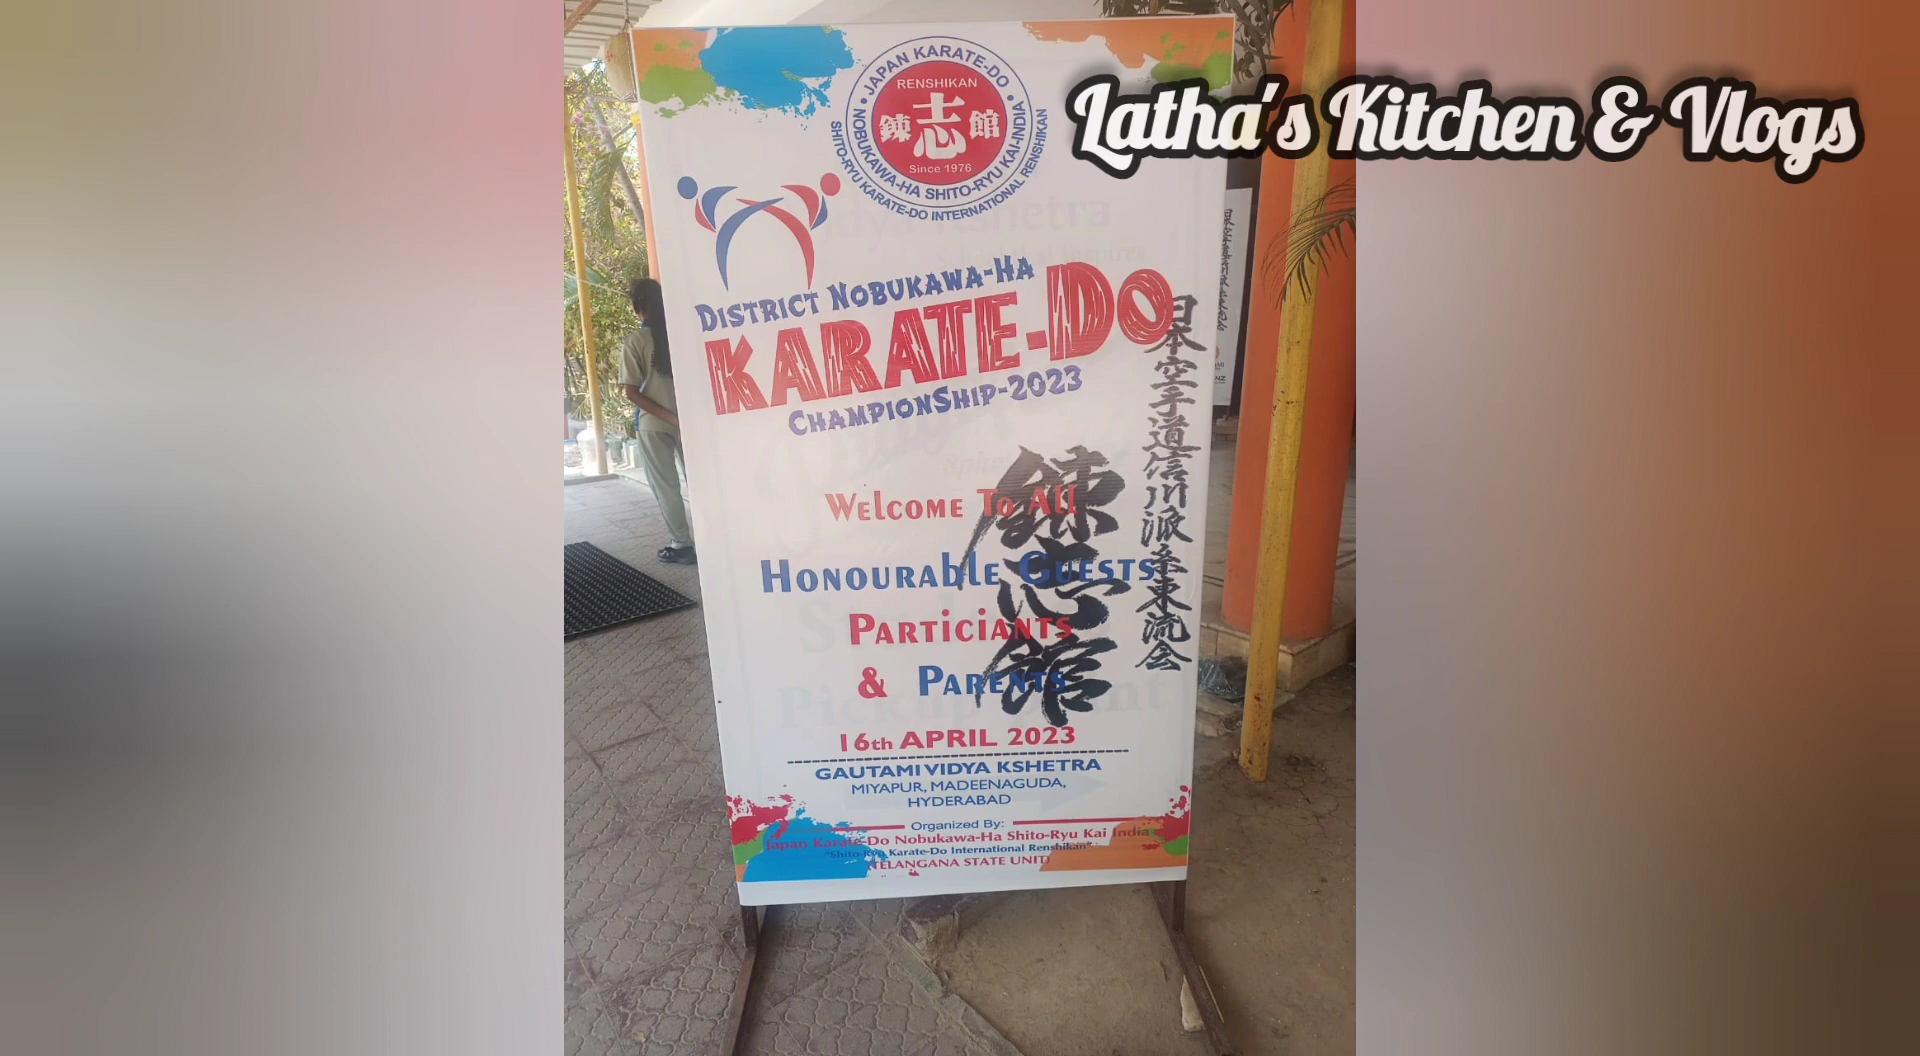 Latha's Kitchen & Vlogs
JAPAN KARATE-DO
NOBUKAWA-HA SHITO-RYU KAI-INDIA
SHITO-RYU KARATE-DO INTERNATIONAL RENSHIKAN
RENSHIKAN
錬志館
Since 1976
DISTRICT NOBUKAWA-HA
KARATE-DO
CHAMPIONSHIP-2023
日本空手道信川派糸東流会
錬志館
WELCOME TO All
HONOURAblE GUESTS
PARTICIANTS
& PARENTS
16th APRIL 2023
GAUTAMI VIDYA KSHETRA
MIYAPUR, MADEENAGUDA,
HYDERABAD
Organized By:
Japan Karate-Do Nobukawa-Ha Shito-Ryu Kai India
"Shito-Ryu Karate-Do International Renshikan"
(TELANGANA STATE UNIT)